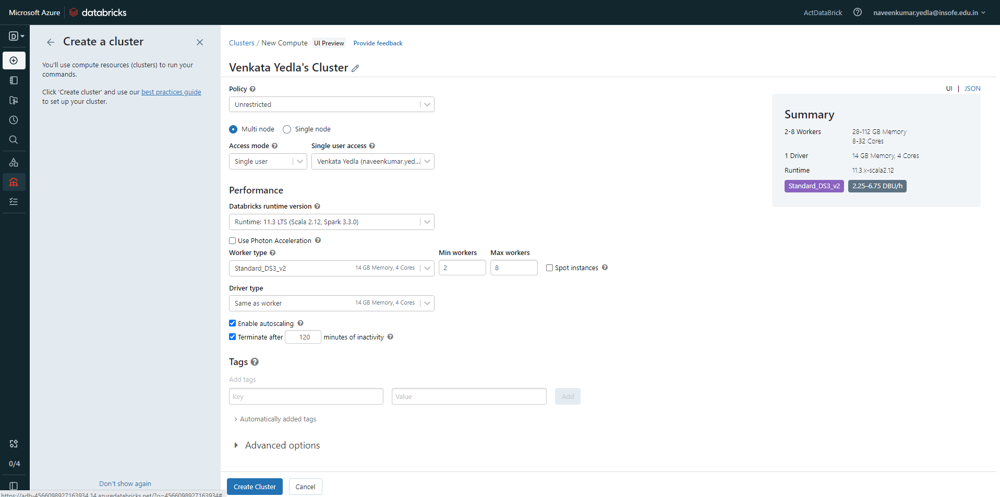 Microsoft Azure databricks ActDataBrick naveenkumar.yedla@insofe.edu.in
D
Create a cluster
You'll use compute resources (clusters) to run your
commands.
Click 'Create cluster' and use our best practices guide
to set up your cluster.
0/4
Don't show again
https://adb-4566098927163934.14.azuredatabricks.net/?o=4566098927163934#
Clusters / New Compute UI Preview Provide feedback
Venkata Yedla's Cluster
UI | JSON
Policy
Unrestricted
Multi node Single node
Access mode Single user access
Single user Venkata Yedla (naveenkumar.yed...
Performance
Databricks runtime version
Runtime: 11.3 LTS (Scala 2.12, Spark 3.3.0)
Use Photon Acceleration
Worker type Min workers Max workers
Standard_DS3_v2 14 GB Memory, 4 Cores 2 8 Spot instances
Driver type
Same as worker 14 GB Memory, 4 Cores
Enable autoscaling
Terminate after 120 minutes of inactivity
Tags
Add tags
Key Value Add
Automatically added tags
Advanced options
Create Cluster Cancel
Summary
2-8 Workers 28-112 GB Memory
8-32 Cores
1 Driver 14 GB Memory, 4 Cores
Runtime 11.3.x-scala2.12
Standard_DS3_v2 2.25–6.75 DBU/h